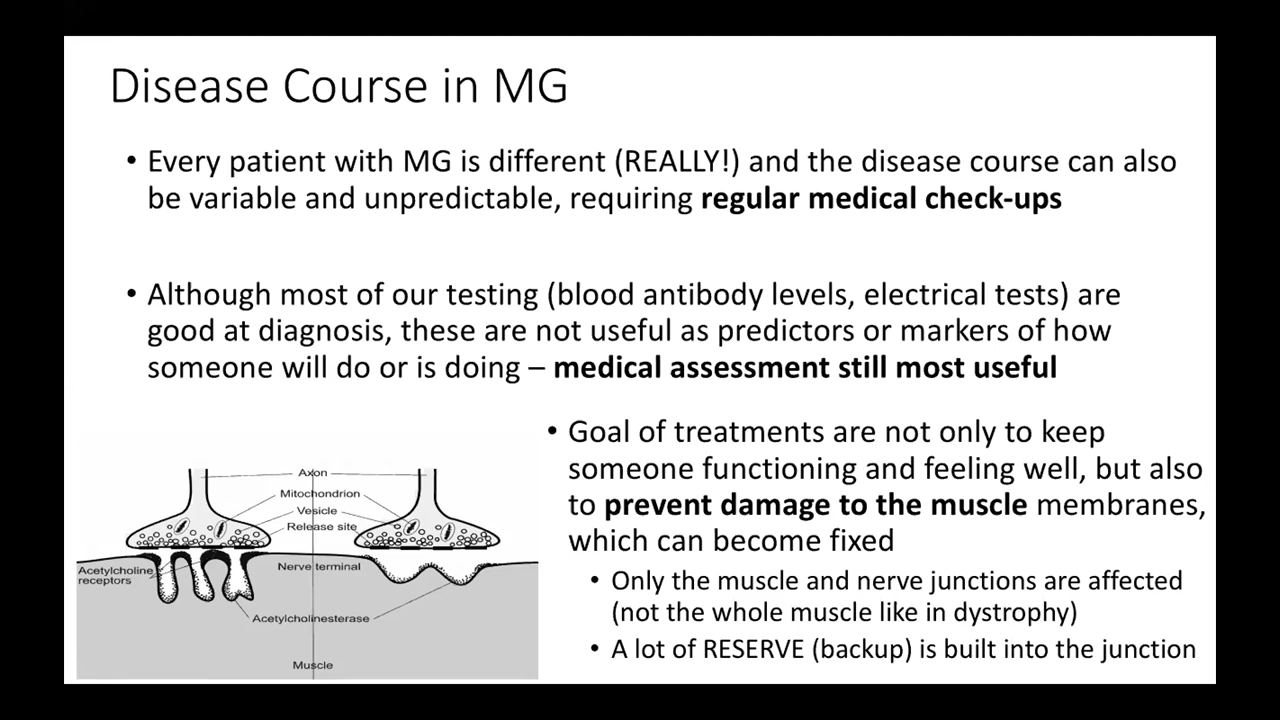 Disease Course in MG
• Every patient with MG is different (REALLY!) and the disease course can also
be variable and unpredictable, requiring regular medical check-ups
• Although most of our testing (blood antibody levels, electrical tests) are
good at diagnosis, these are not useful as predictors or markers of how
someone will do or is doing – medical assessment still most useful
• Goal of treatments are not only to keep
someone functioning and feeling well, but also
to prevent damage to the muscle membranes,
which can become fixed
• Only the muscle and nerve junctions are affected
(not the whole muscle like in dystrophy)
• A lot of RESERVE (backup) is built into the junction
Axon
Mitochondrion
Vesicle
Release site
Nerve terminal
Acetylcholine
receptors
Acetylcholinesterase
Muscle